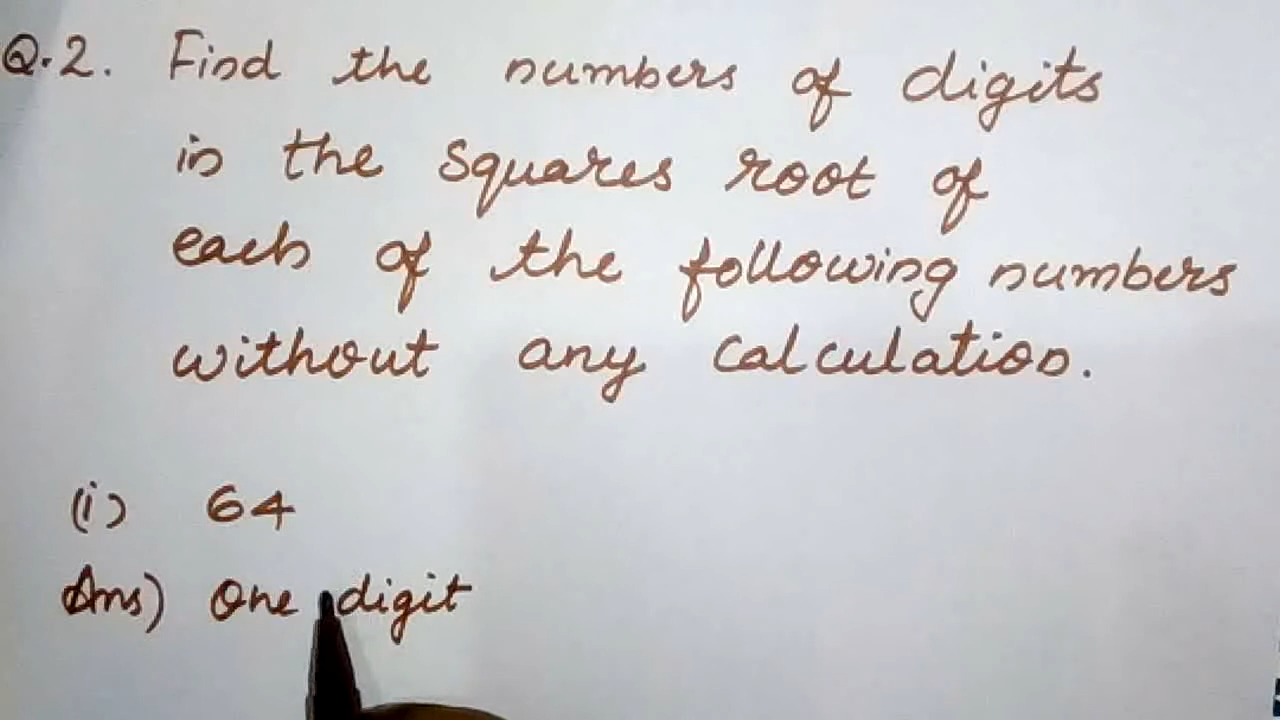 Q.2. Find the numbers of digits
in the squares root of
each of the following numbers
without any calculation.
(i) 64
Ans) One digit